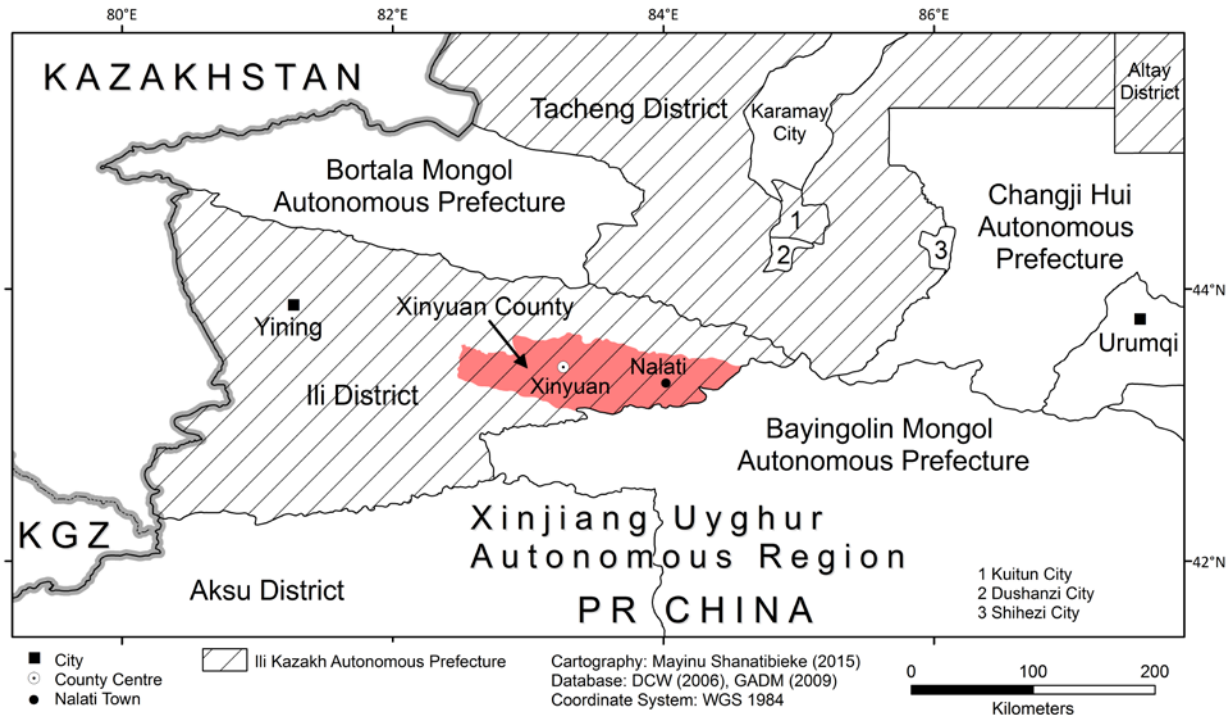 80°E
82°E
84°E
86°E
KAZAKHSTAN
Altay
District
Tacheng District
Karamay
City
Bortala Mongol
Autonomous Prefecture
Changji Hui
Autonomous
Prefecture
1
2
3
44°N
Xinyuan County
Yining
Urumqi
Nalati
Xinyuan
Ili District
Bayingolin Mongol
Autonomous Prefecture
Xinjiang Uyghur
Autonomous Region
KGZ
42°N
Aksu District
PR CHINA
1 Kuitun City
2 Dushanzi City
3 Shihezi City
City
County Centre
Nalati Town
Ili Kazakh Autonomous Prefecture
Cartography: Mayinu Shanatibieke (2015)
Database: DCW (2006), GADM (2009)
Coordinate System: WGS 1984
0 100 200
Kilometers